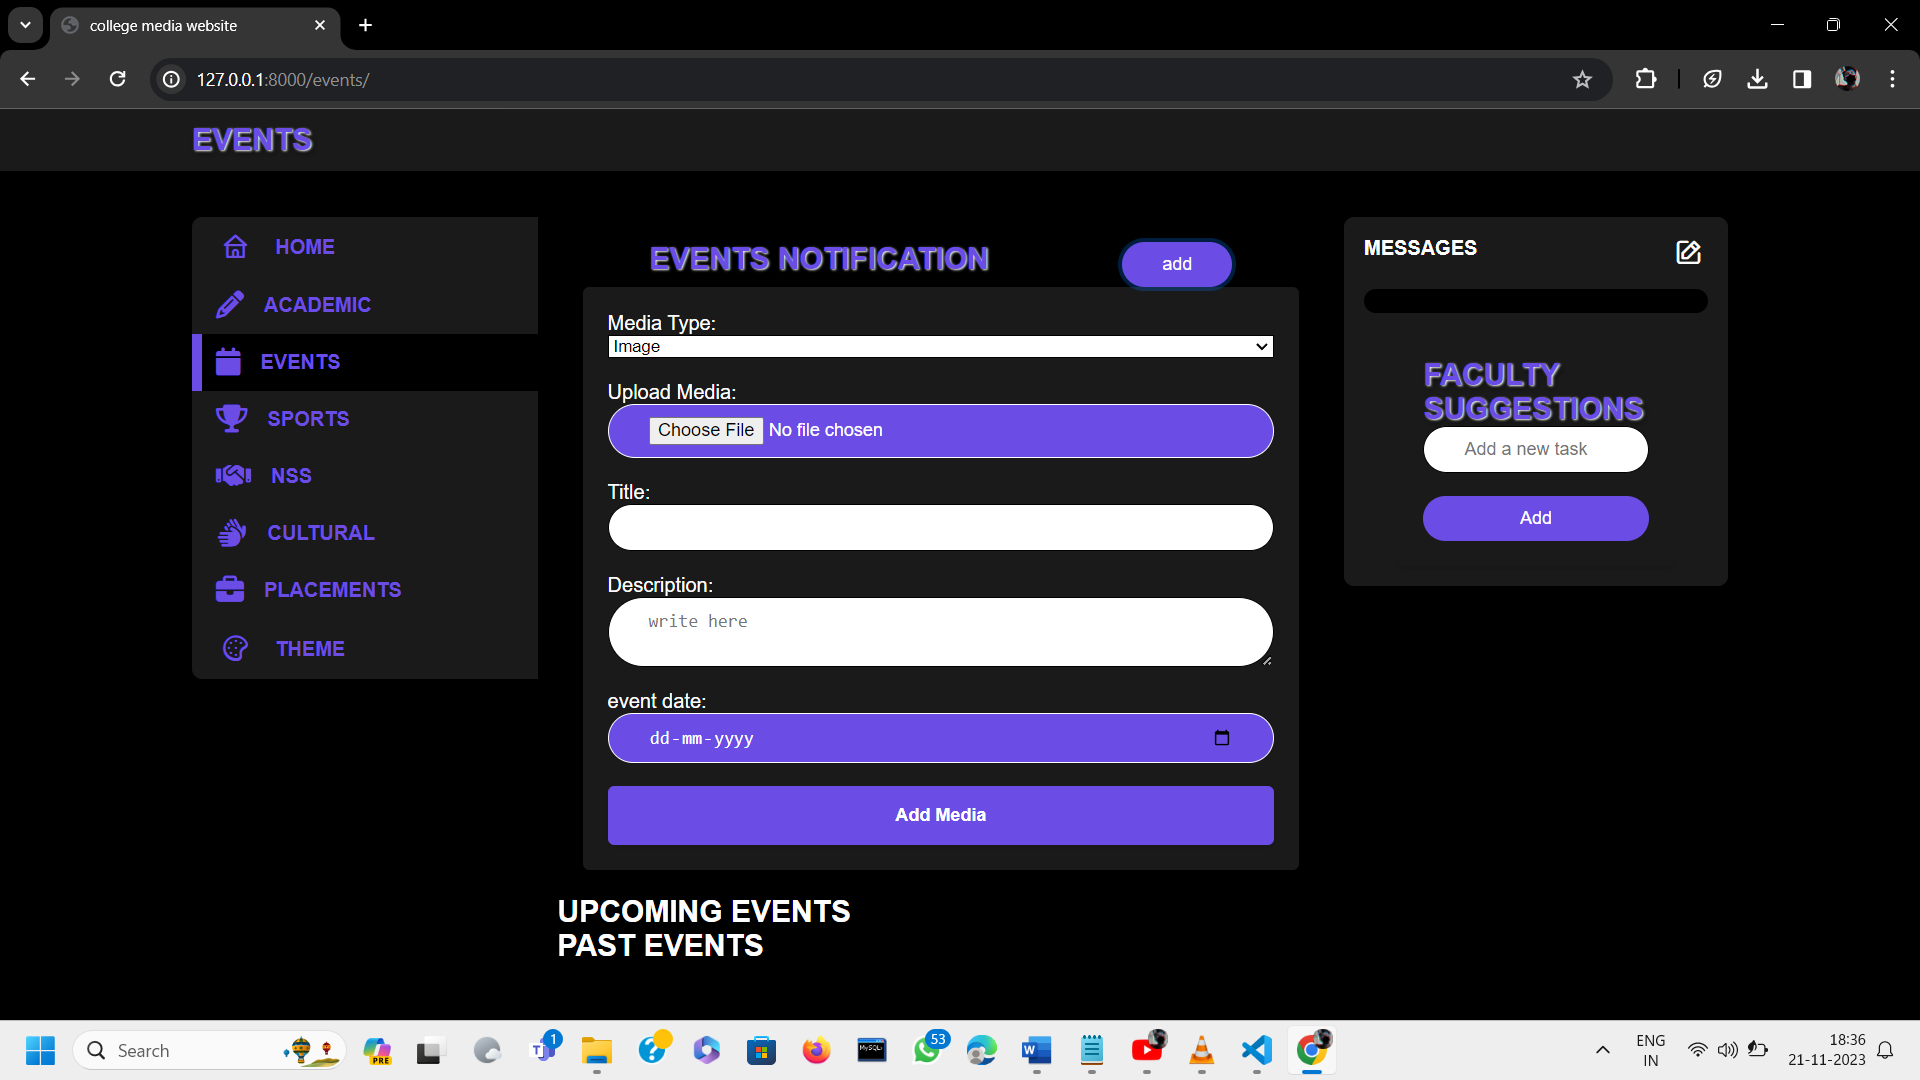 college media website
127.0.0.1:8000/events/
EVENTS
HOME
ACADEMIC
EVENTS
SPORTS
NSS
CULTURAL
PLACEMENTS
THEME
EVENTS NOTIFICATION
add
Media Type:
Image
Upload Media:
Choose File No file chosen
Title:
Description:
write here
event date:
dd-mm-yyyy
Add Media
UPCOMING EVENTS
PAST EVENTS
MESSAGES
FACULTY
SUGGESTIONS
Add a new task
Add
Search
PRE
1
T
?
MySQL
53
W
ENG
IN
18:36
21-11-2023